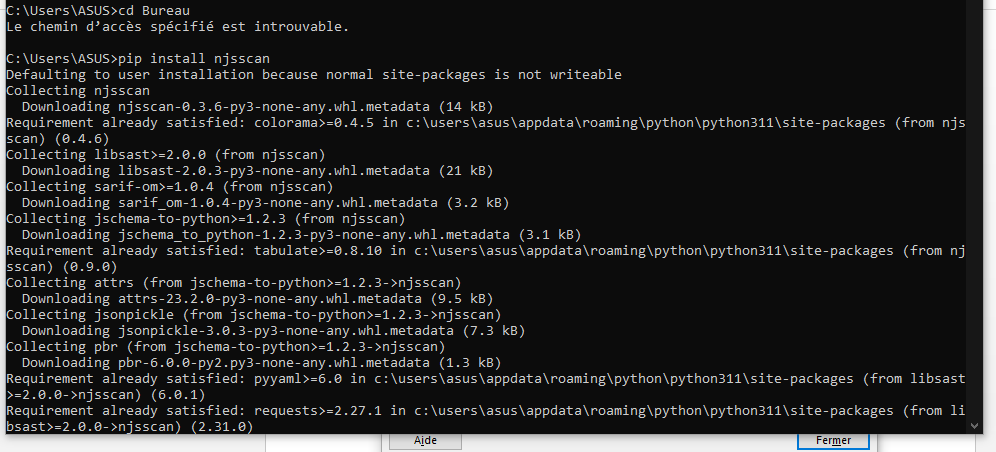 C:\Users\ASUS>cd Bureau
Le chemin d’accès spécifié est introuvable.
C:\Users\ASUS>pip install njsscan
Defaulting to user installation because normal site-packages is not writeable
Collecting njsscan
  Downloading njsscan-0.3.6-py3-none-any.whl.metadata (14 kB)
Requirement already satisfied: colorama>=0.4.5 in c:\users\asus\appdata\roaming\python\python311\site-packages (from njs
scan) (0.4.6)
Collecting libsast>=2.0.0 (from njsscan)
  Downloading libsast-2.0.3-py3-none-any.whl.metadata (21 kB)
Collecting sarif-om>=1.0.4 (from njsscan)
  Downloading sarif_om-1.0.4-py3-none-any.whl.metadata (3.2 kB)
Collecting jschema-to-python>=1.2.3 (from njsscan)
  Downloading jschema_to_python-1.2.3-py3-none-any.whl.metadata (3.1 kB)
Requirement already satisfied: tabulate>=0.8.10 in c:\users\asus\appdata\roaming\python\python311\site-packages (from nj
sscan) (0.9.0)
Collecting attrs (from jschema-to-python>=1.2.3->njsscan)
  Downloading attrs-23.2.0-py3-none-any.whl.metadata (9.5 kB)
Collecting jsonpickle (from jschema-to-python>=1.2.3->njsscan)
  Downloading jsonpickle-3.0.3-py3-none-any.whl.metadata (7.3 kB)
Collecting pbr (from jschema-to-python>=1.2.3->njsscan)
  Downloading pbr-6.0.0-py2.py3-none-any.whl.metadata (1.3 kB)
Requirement already satisfied: pyyaml>=6.0 in c:\users\asus\appdata\roaming\python\python311\site-packages (from libsast
>=2.0.0->njsscan) (6.0.1)
Requirement already satisfied: requests>=2.27.1 in c:\users\asus\appdata\roaming\python\python311\site-packages (from li
bsast>=2.0.0->njsscan) (2.31.0)
Aide
Fermer